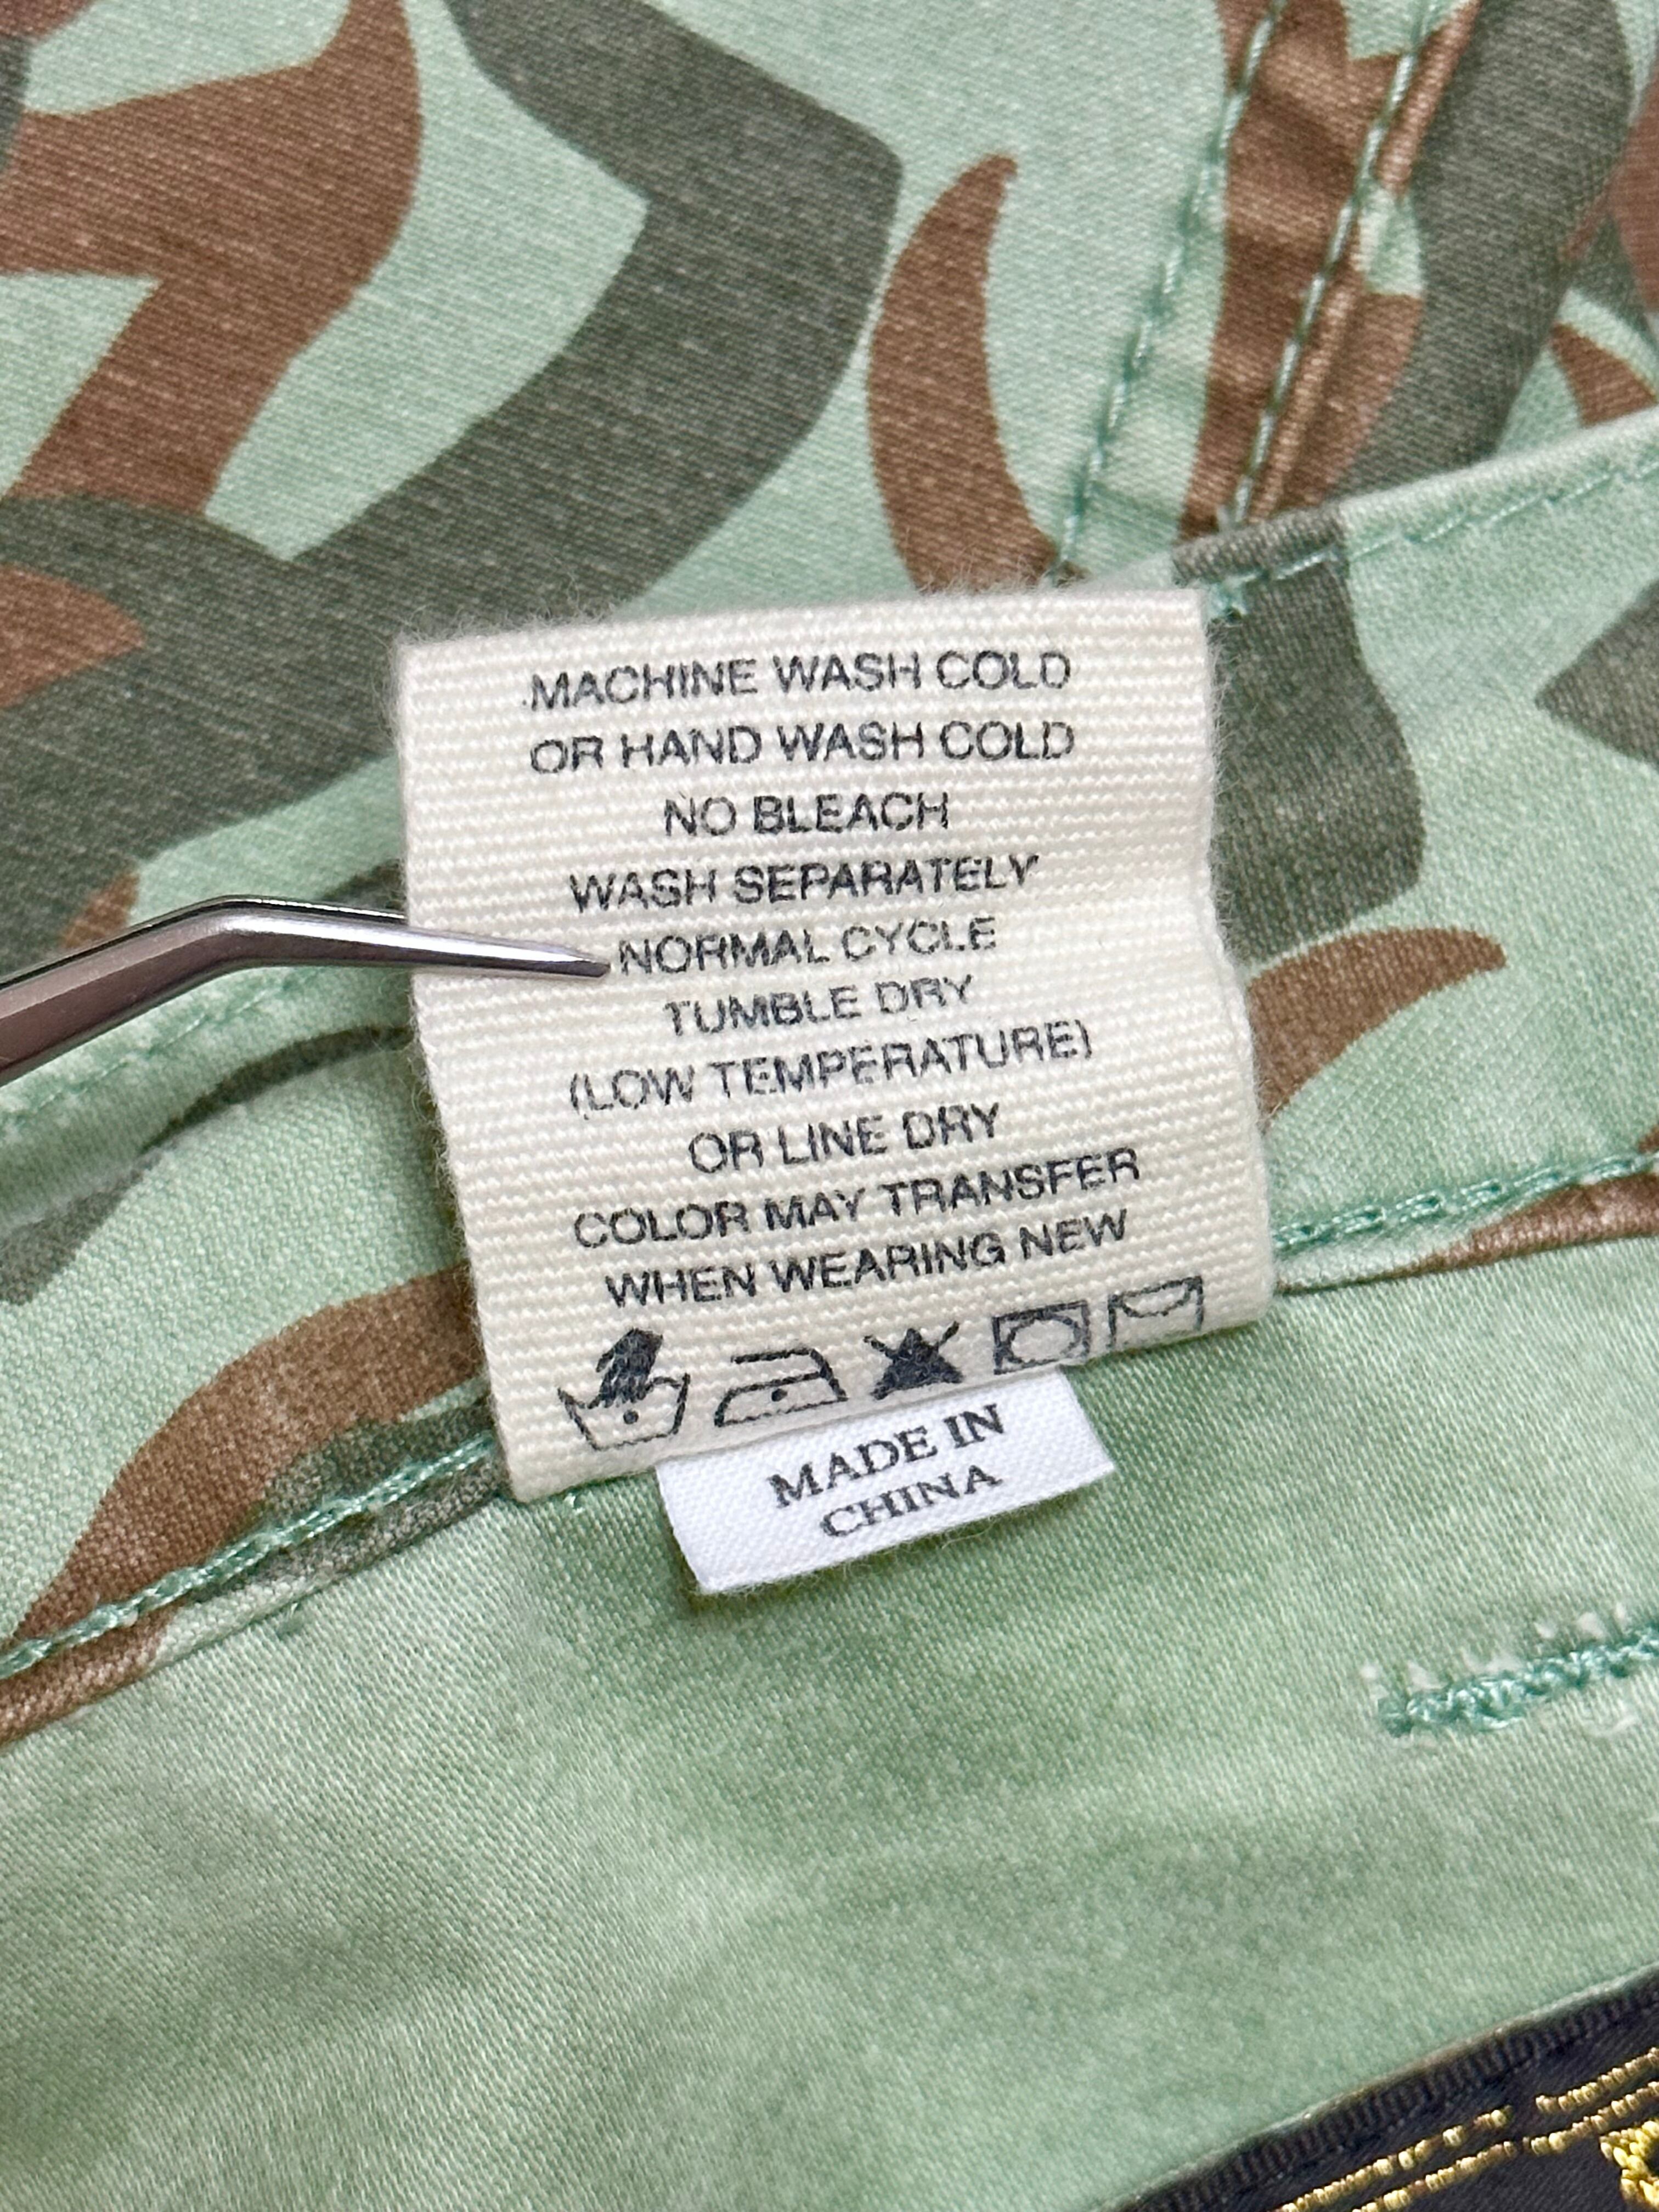 MACHINE WASH COLD
OR HAND WASH COLD
NO BLEACH
WASH SEPARATELY
NORMAL CYCLE
TUMBLE DRY
(LOW TEMPERATURE)
OR LINE DRY
COLOR MAY TRANSFER
WHEN WEARING NEW
MADE IN
CHINA